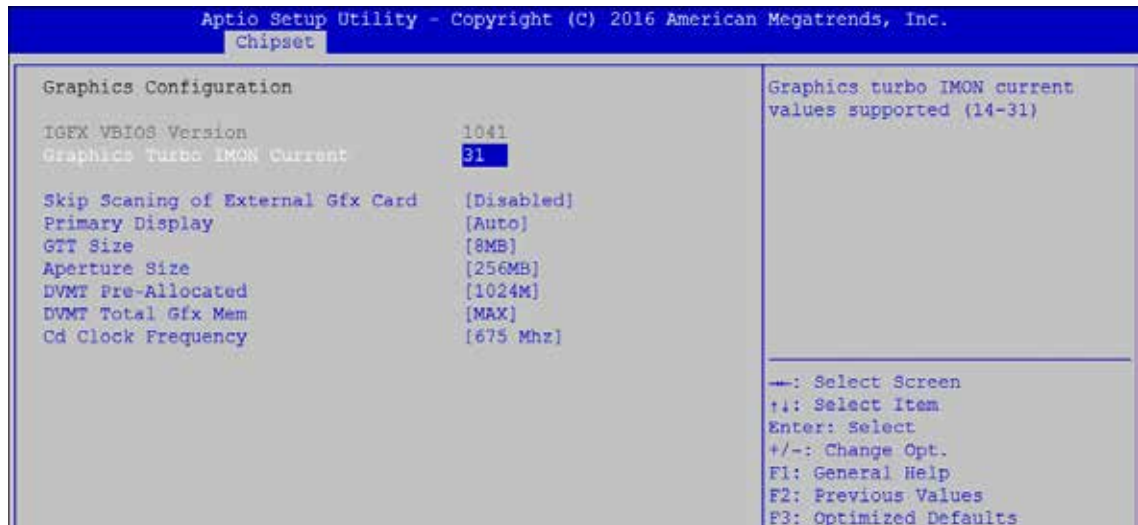 Aptio Setup Utility - Copyright (C) 2016 American Megatrends, Inc.
Chipset
Graphics Configuration
IGFX VBIOS Version 1041
Graphics Turbo IMON Current 31
Skip Scaning of External Gfx Card [Disabled]
Primary Display [Auto]
GTT Size [8MB]
Aperture Size [256MB]
DVMT Pre-Allocated [1024M]
DVMT Total Gfx Mem [MAX]
Cd Clock Frequency [675 Mhz]
Graphics turbo IMON current
values supported (14-31)
→←: Select Screen
↑↓: Select Item
Enter: Select
+/-: Change Opt.
F1: General Help
F2: Previous Values
F3: Optimized Defaults